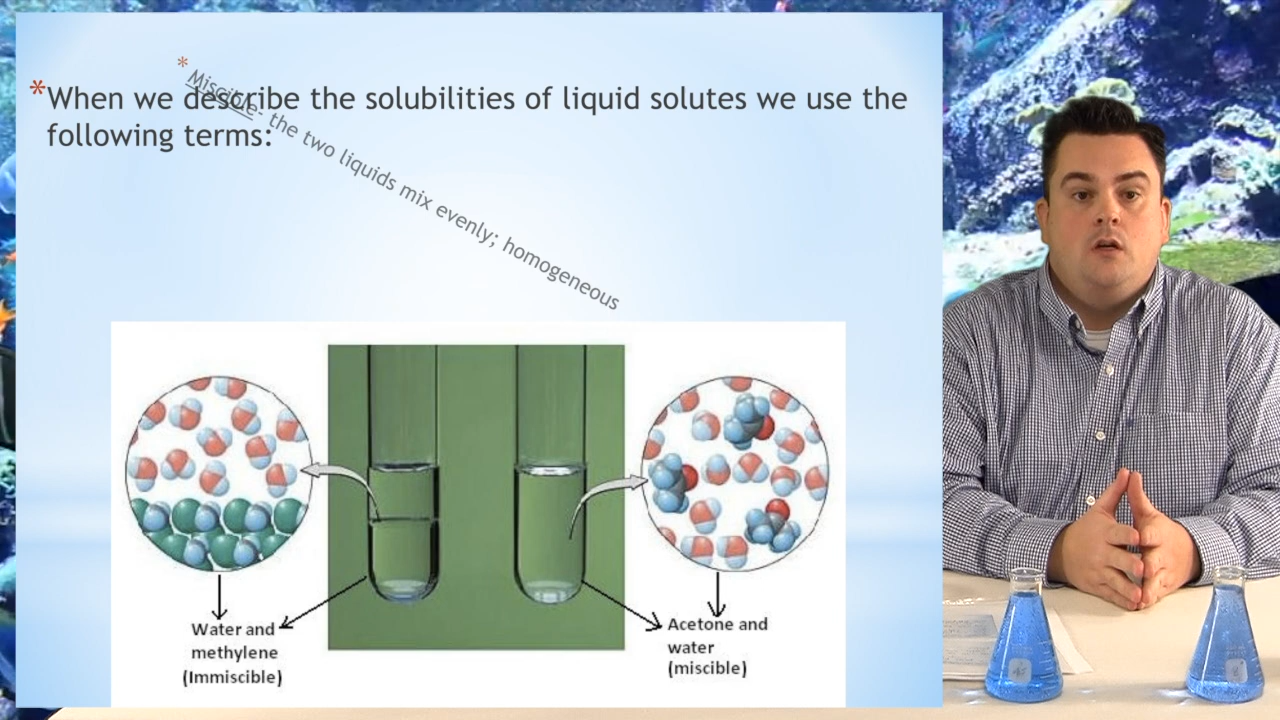 *When we describe the solubilities of liquid solutes we use the
following terms:
*Miscible- the two liquids mix evenly; homogeneous
Water and
methylene
(Immiscible)
Acetone and
water
(miscible)